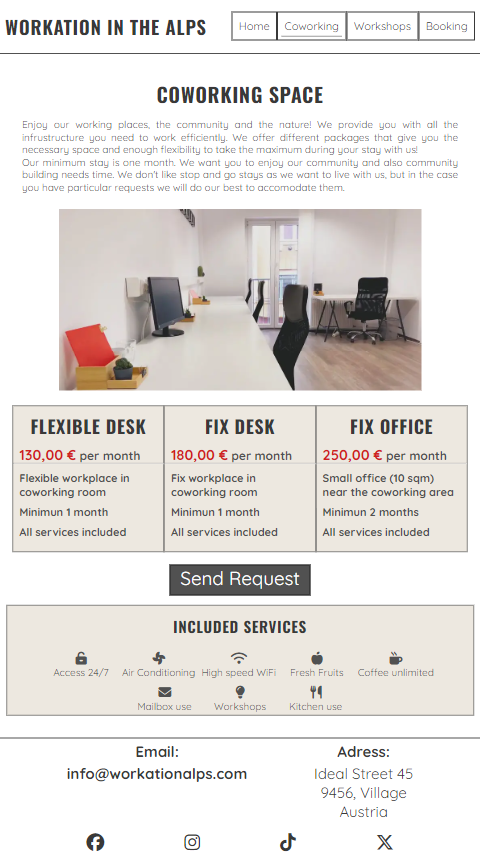 WORKATION IN THE ALPS
Home
Coworking
Workshops
Booking
COWORKING SPACE
Enjoy our working places, the community and the nature! We provide you with all the
infrustructure you need to work efficiently. We offer different packages that give you the
necessary space and enough flexibility to take the maximum during your stay with us!
Our minimum stay is one month. We want you to enjoy our community and also community
building needs time. We don't like stop and go stays as we want to live with us, but in the case
you have particular requests we will do our best to accomodate them.
FLEXIBLE DESK
130,00 € per month
Flexible workplace in
coworking room
Minimun 1 month
All services included
FIX DESK
180,00 € per month
Fix workplace in
coworking room
Minimun 1 month
All services included
FIX OFFICE
250,00 € per month
Small office (10 sqm)
near the coworking area
Minimun 2 months
All services included
Send Request
INCLUDED SERVICES
Access 24/7
Air Conditioning
High speed WiFi
Fresh Fruits
Coffee unlimited
Mailbox use
Workshops
Kitchen use
Email:
info@workationalps.com
Adress:
Ideal Street 45
9456, Village
Austria